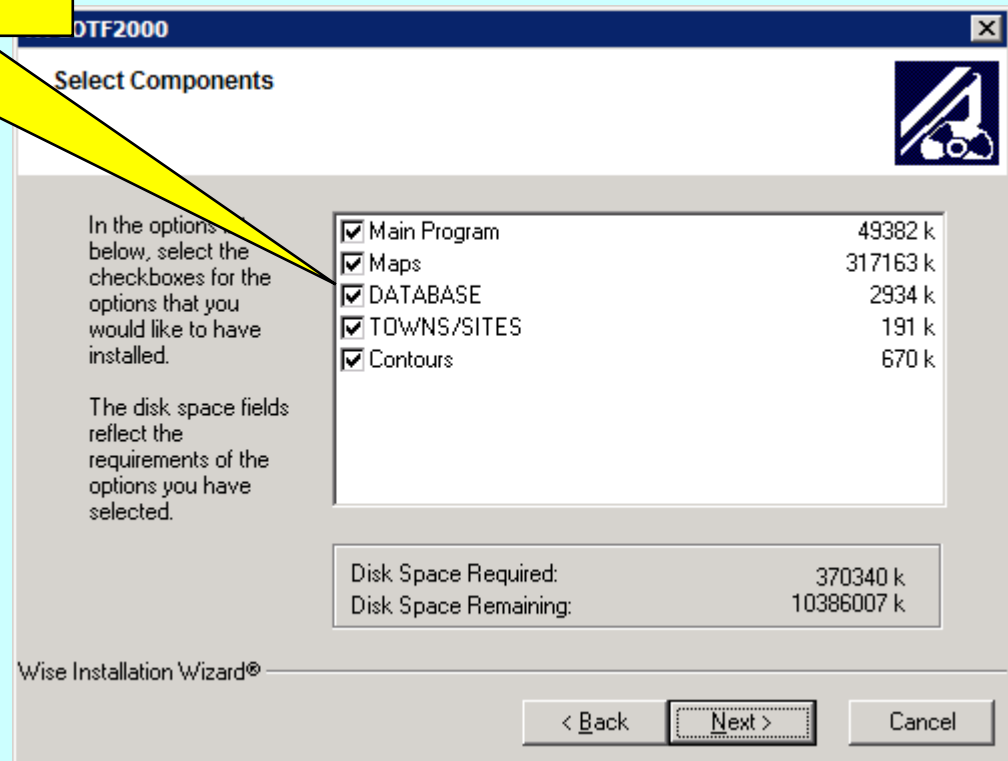 OTF2000
Select Components
In the options
below, select the
checkboxes for the
options that you
would like to have
installed.
The disk space fields
reflect the
requirements of the
options you have
selected.
Main Program 49382 k
Maps 317163 k
DATABASE 2934 k
TOWNS/SITES 191 k
Contours 670 k
Disk Space Required: 370340 k
Disk Space Remaining: 10386007 k
Wise Installation Wizard®
< Back Next > Cancel